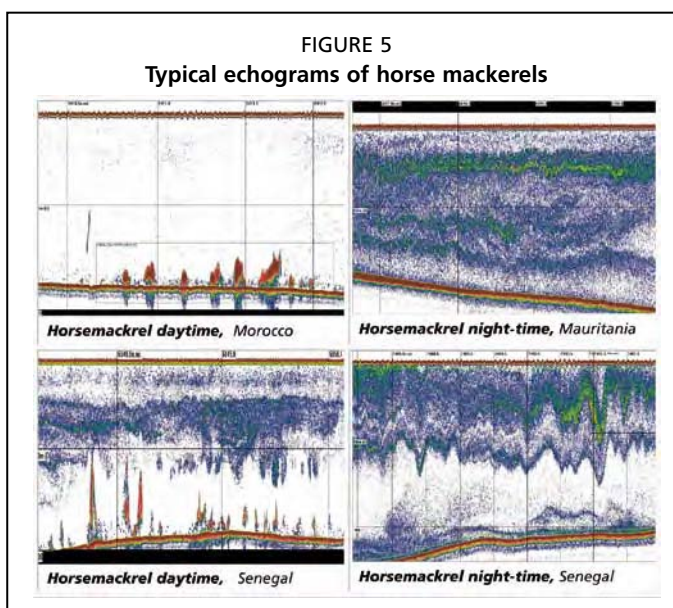 FIGURE 5
Typical echograms of horse mackerels
Horsemackrel daytime, Morocco
Horsemackrel night-time, Mauritania
Horsemackrel daytime, Senegal
Horsemackrel night-time, Senegal